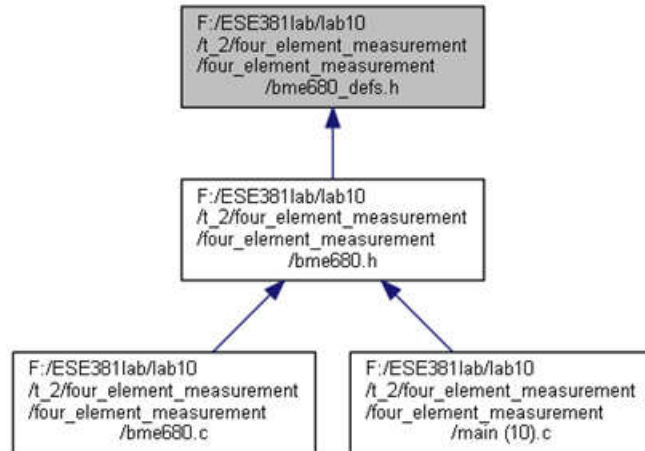 F:/ESE381lab/lab10
/t_2/four_element_measurement
/four_element_measurement
/bme680_defs.h
F:/ESE381lab/lab10
/t_2/four_element_measurement
/four_element_measurement
/bme680.h
F:/ESE381lab/lab10
/t_2/four_element_measurement
/four_element_measurement
/bme680.c
F:/ESE381lab/lab10
/t_2/four_element_measurement
/four_element_measurement
/main (10).c